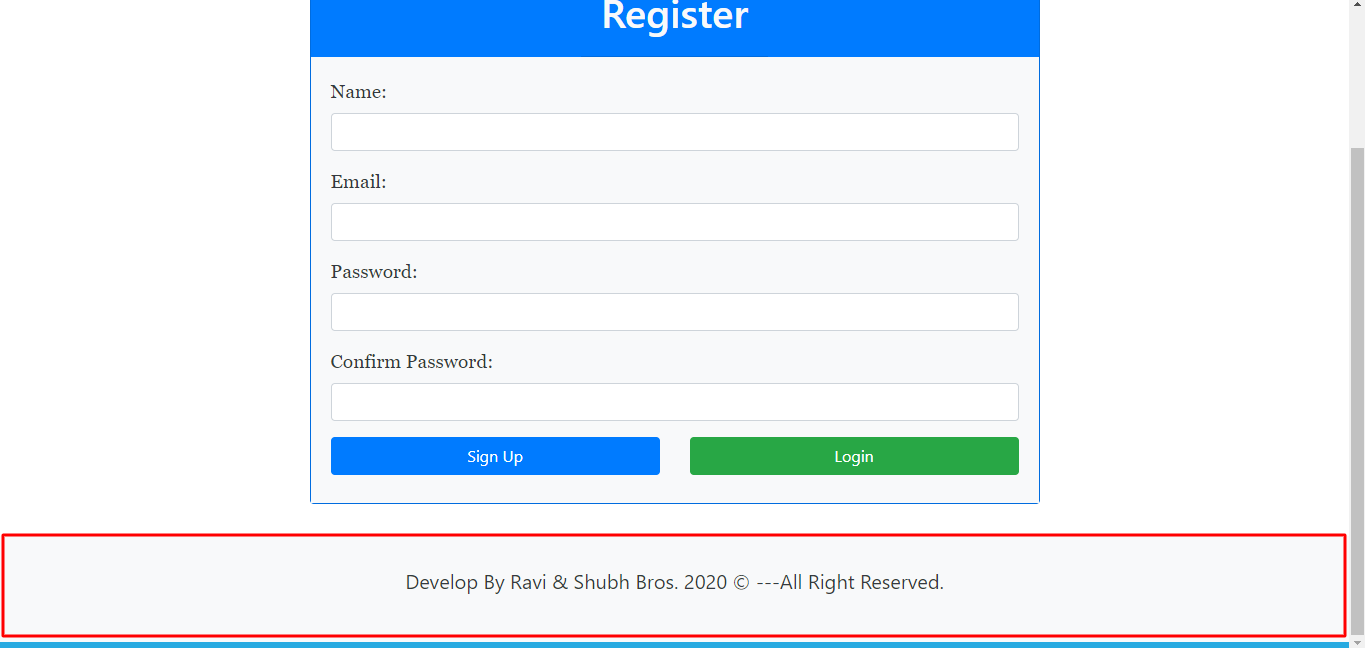 Register
Name:
Email:
Password:
Confirm Password:
Sign Up Login
Develop By Ravi & Shubh Bros. 2020 © ---All Right Reserved.